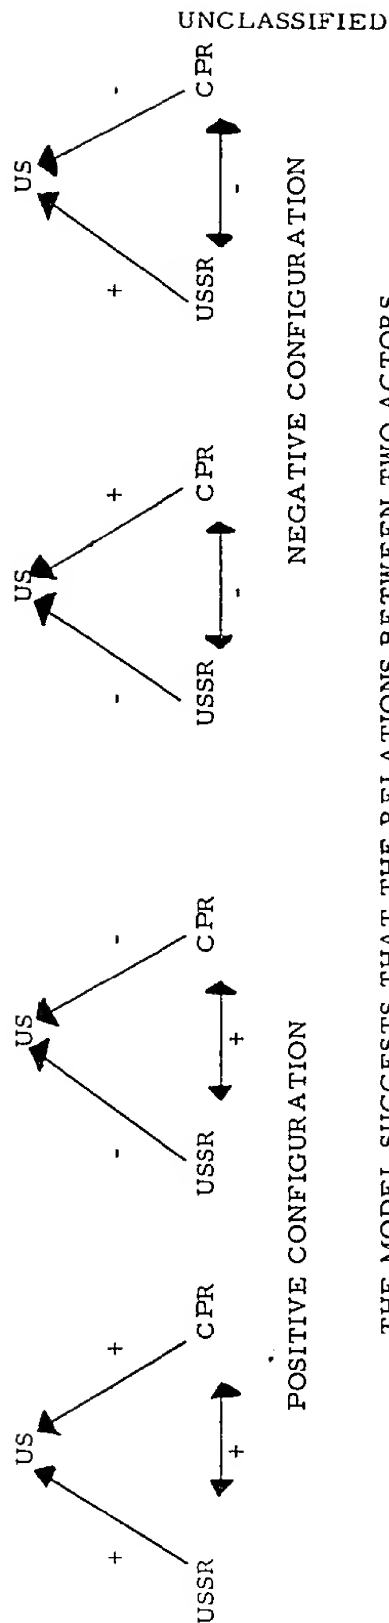 UNCLASSIFIED
US US US US
+ + - - - + + -
USSR CPR USSR CPR USSR CPR USSR CPR
+ + - -
POSITIVE CONFIGURATION NEGATIVE CONFIGURATION
THE MODEL SUGGESTS THAT THE RELATIONS BETWEEN TWO ACTORS